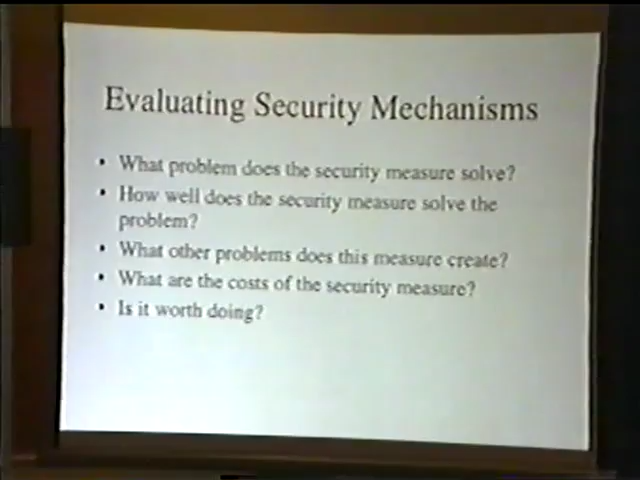 Evaluating Security Mechanisms
• What problem does the security measure solve?
• How well does the security measure solve the
problem?
• What other problems does this measure create?
• What are the costs of the security measure?
• Is it worth doing?